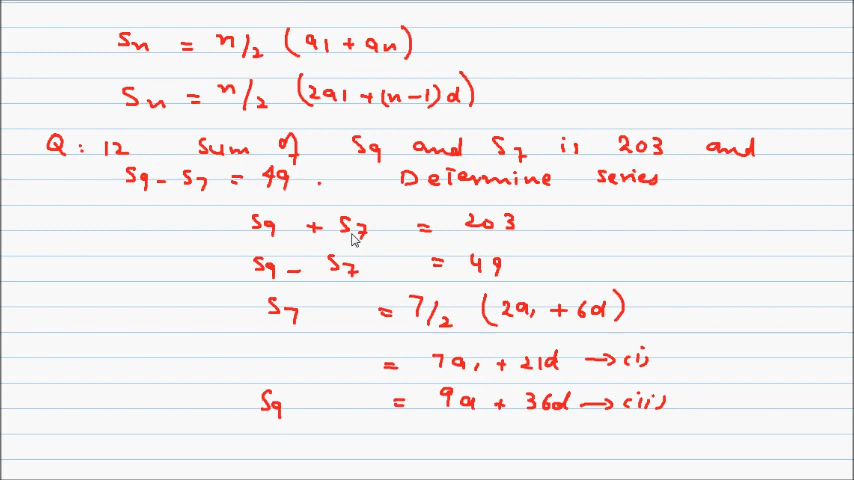 Sn = n/2 (a1 + an)
Sn = n/2 (2a1 + (n-1)d)
Q: 12 Sum of S9 and S7 is 203 and
S9 - S7 = 49. Determine series
S9 + S7 = 203
S9 - S7 = 49
S7 = 7/2 (2a1 + 6d)
= 7a1 + 21d → (i)
S9 = 9a1 + 36d → (ii)